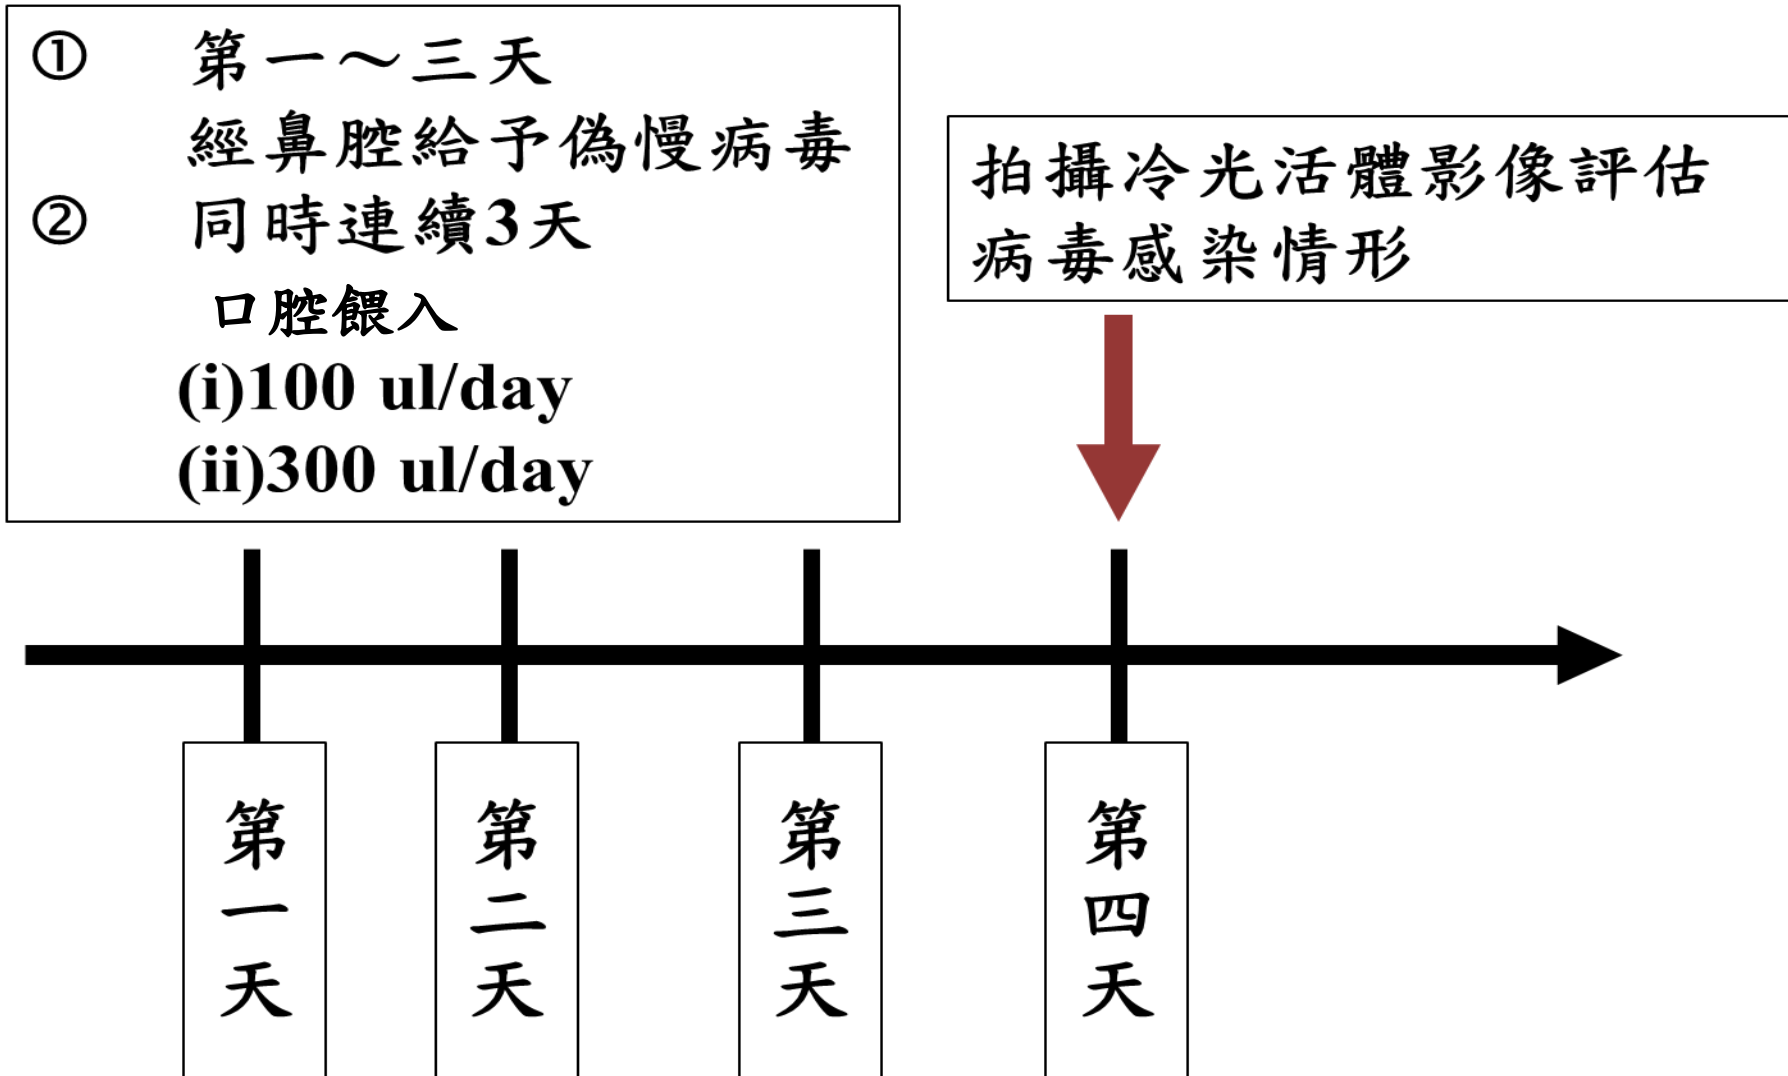 ① 第一～三天
經鼻腔給予偽慢病毒
② 同時連續3天
口腔餵入
(i)100 ul/day
(ii)300 ul/day
拍攝冷光活體影像評估
病毒感染情形
第一天
第二天
第三天
第四天